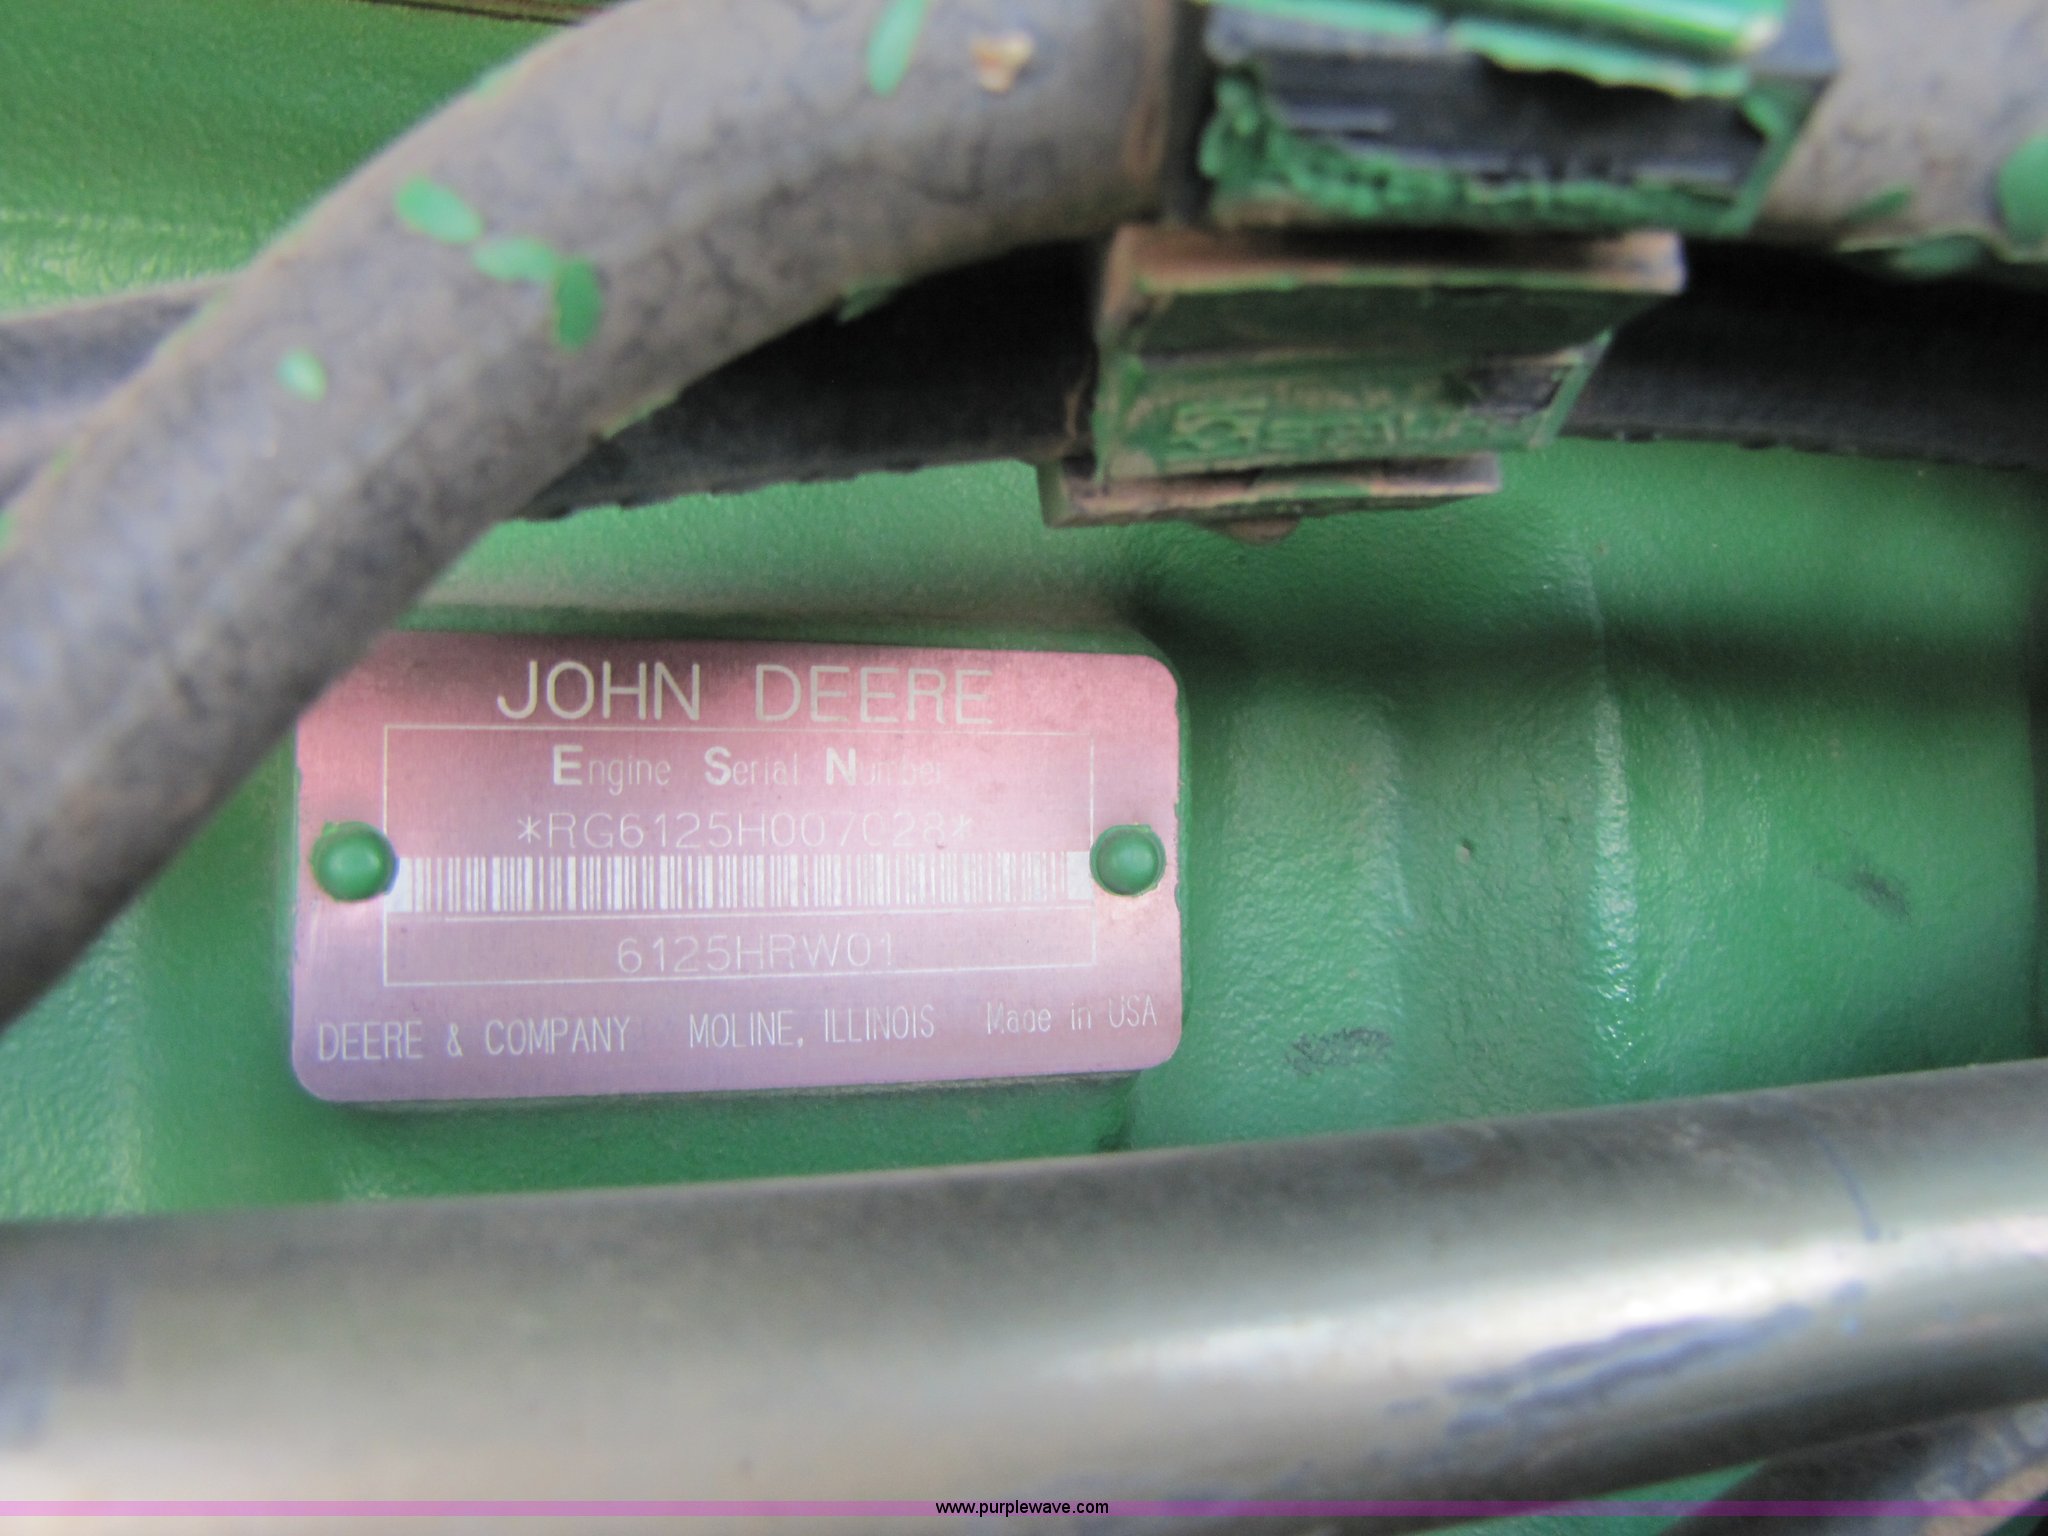 JOHN DEERE
Engine Serial Number
*RG6125H007028*
6125HRW01
DEERE & COMPANY MOLINE, ILLINOIS Made in USA
www.purplewave.com